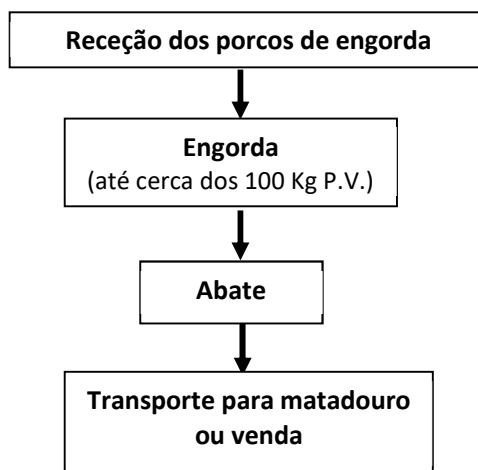 Receção dos porcos de engorda
Engorda
(até cerca dos 100 Kg P.V.)
Abate
Transporte para matadouro
ou venda